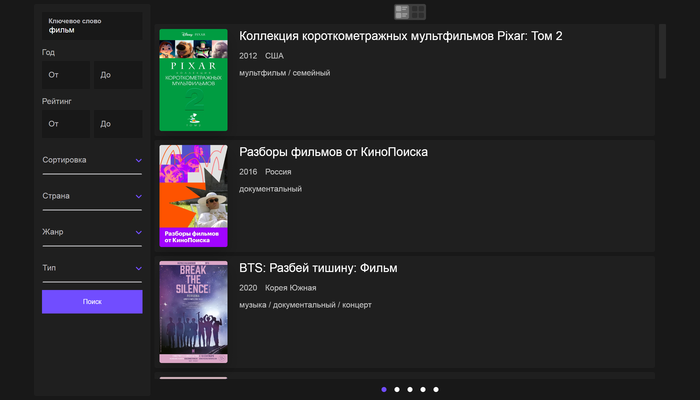 Ключевое слово
фильм
Год
От
До
Рейтинг
От
До
Сортировка
Страна
Жанр
Тип
Поиск
Disney PIXAR
PIXAR
КОЛЛЕКЦИЯ
КОРОТКОМЕТРАЖНЫХ
МУЛЬТФИЛЬМОВ
2
Коллекция короткометражных мультфильмов Pixar: Том 2
2012 США
мультфильм / семейный
Разборы фильмов
от КиноПоиска
Разборы фильмов от КиноПоиска
2016 Россия
документальный
BREAK
THE
SILENCE:
BTS: Разбей тишину: Фильм
2020 Корея Южная
музыка / документальный / концерт